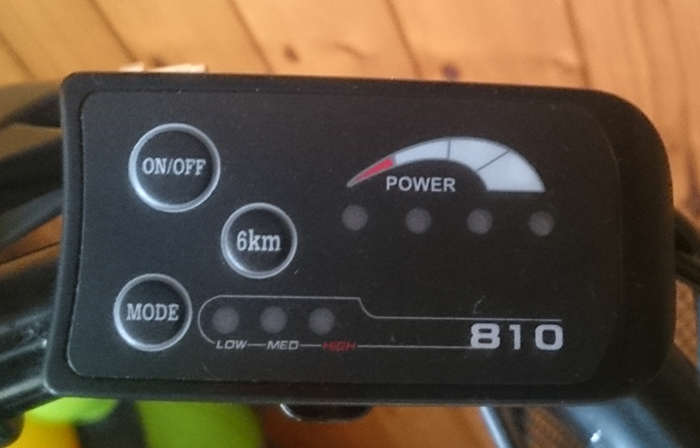 ON/OFF
POWER
6km
MODE
LOW MED HIGH
810